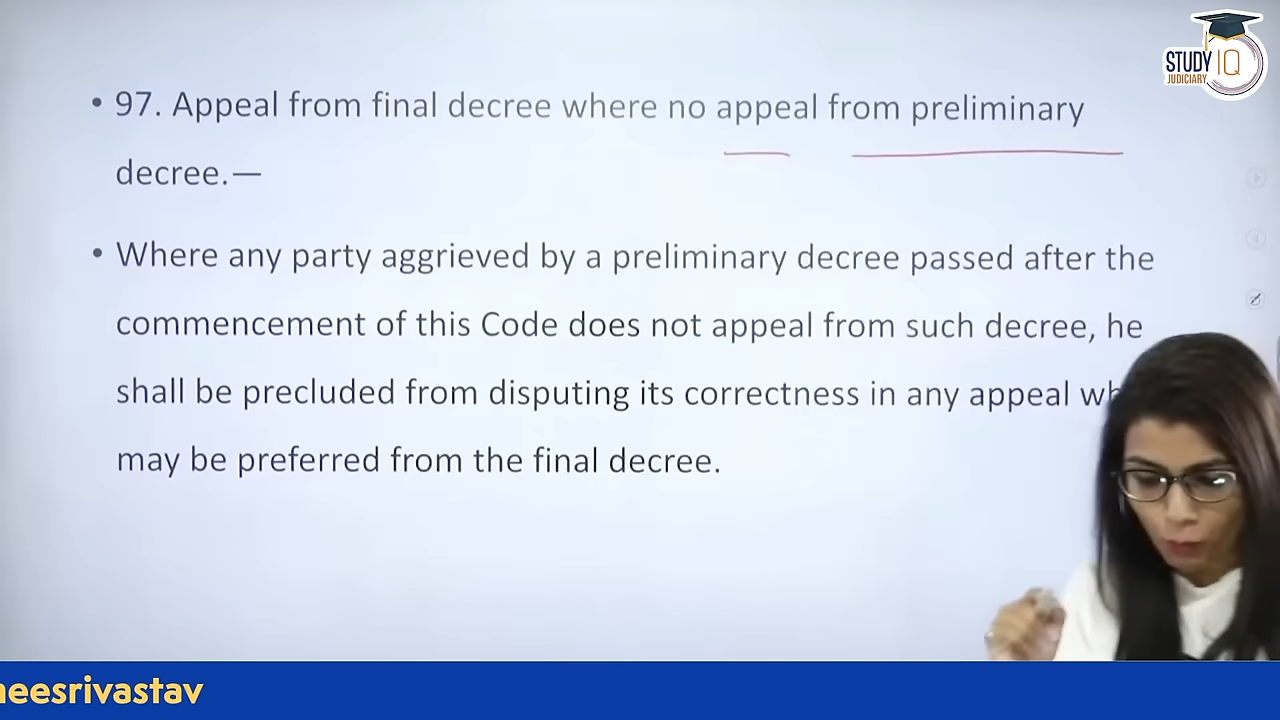 STUDY IQ
JUDICIARY
• 97. Appeal from final decree where no appeal from preliminary
decree.—
• Where any party aggrieved by a preliminary decree passed after the
commencement of this Code does not appeal from such decree, he
shall be precluded from disputing its correctness in any appeal
may be preferred from the final decree.
neesrivastav